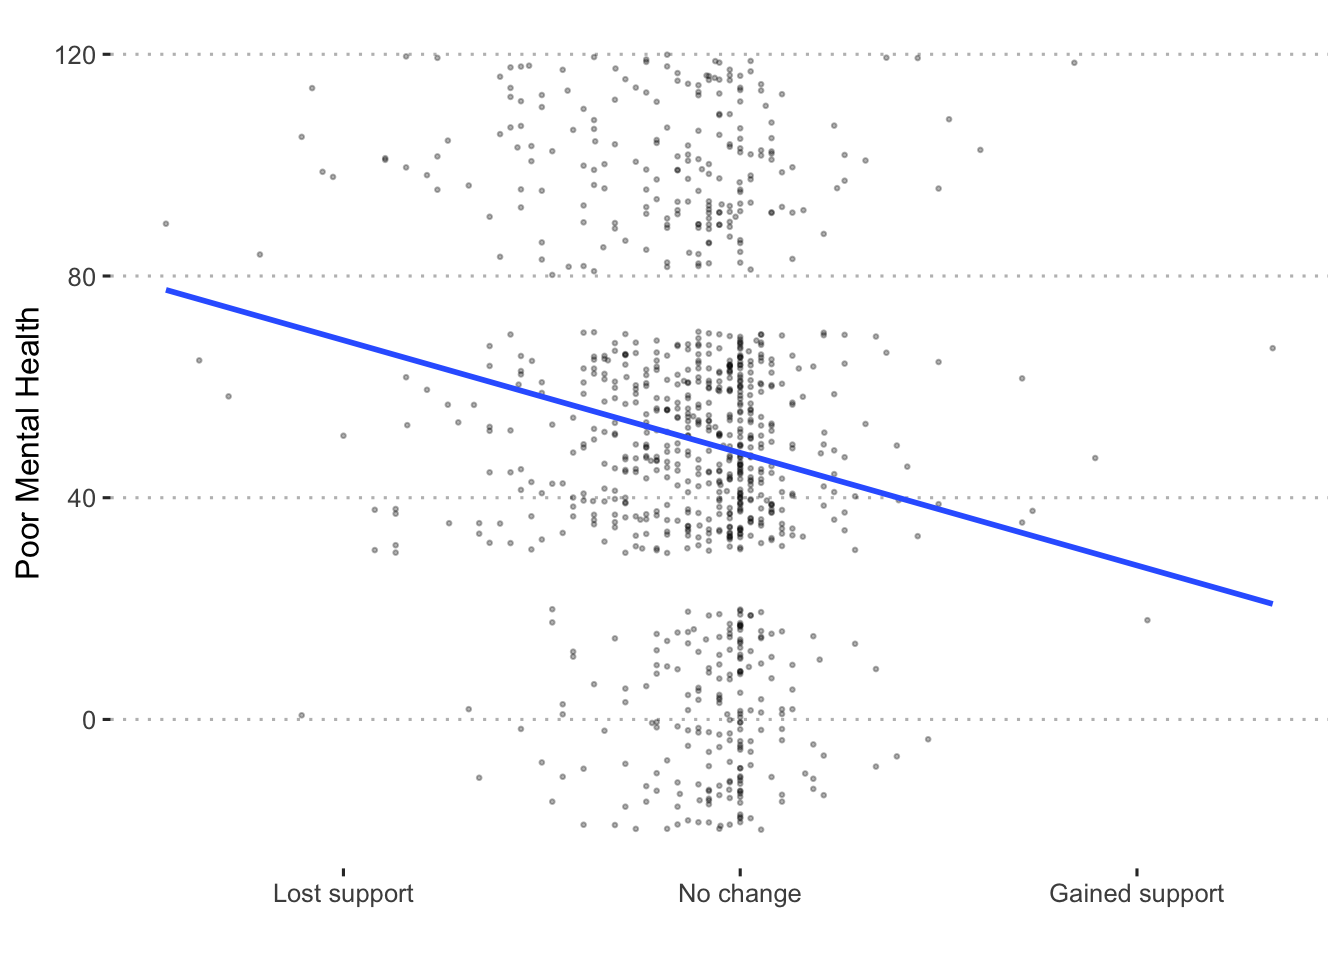 120
80
40
0
Poor Mental Health
Lost support
No change
Gained support